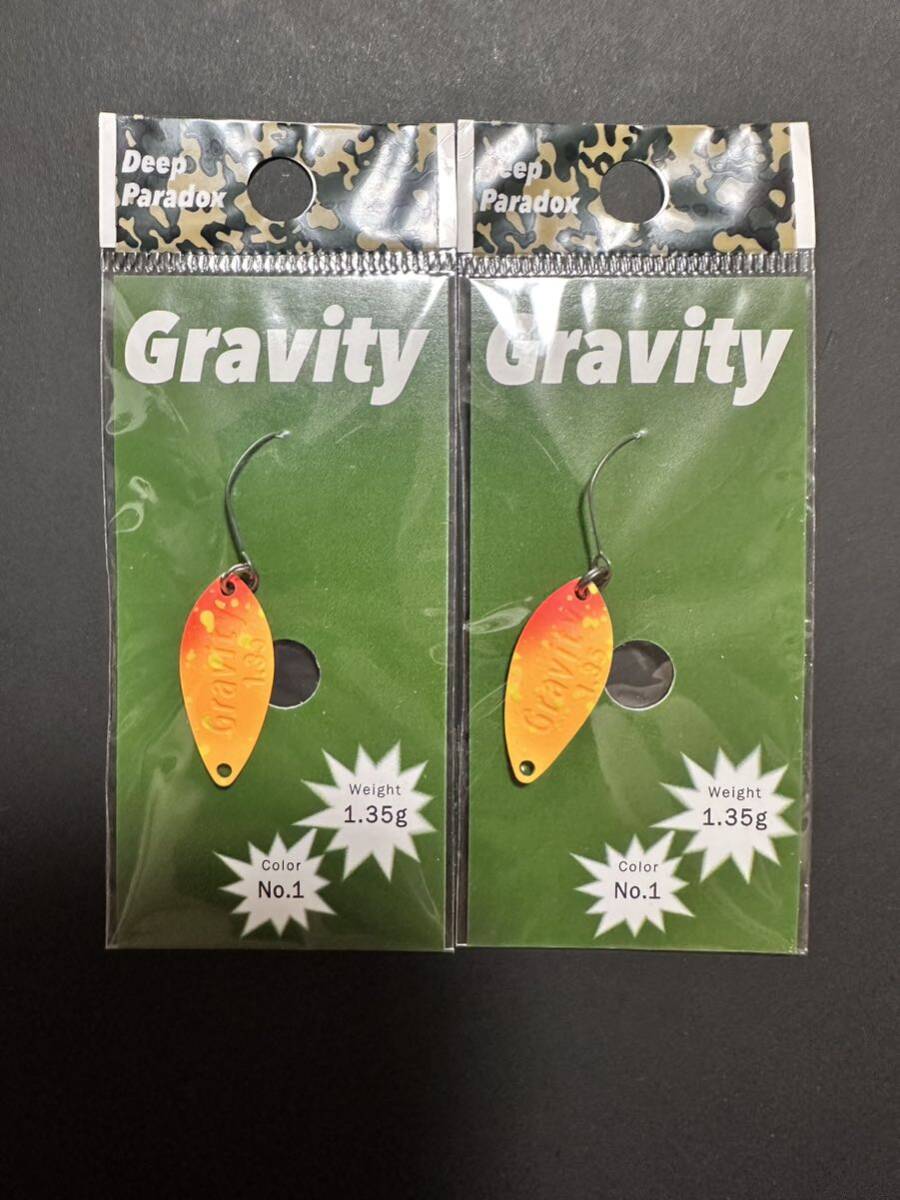 Deep
Paradox
Gravity
Gravity
1.35
Weight
1.35g
Color
No.1
Deep
Paradox
Gravity
Gravity
1.35
Weight
1.35g
Color
No.1